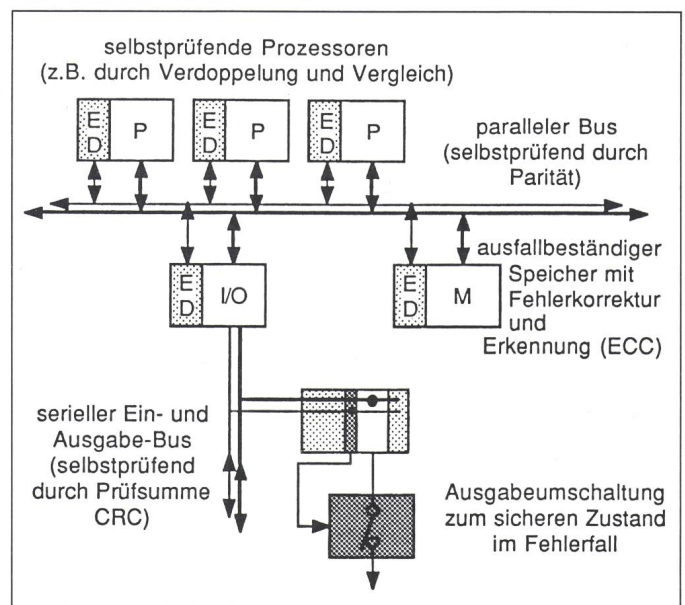 selbstprüfende Prozessoren
(z.B. durch Verdoppelung und Vergleich)
E
D
P
E
D
P
E
D
P
paralleler Bus
(selbstprüfend durch
Parität)
E
D
I/O
E
D
M
ausfallbeständiger
Speicher mit
Fehlerkorrektur
und
Erkennung (ECC)
serieller Ein- und
Ausgabe-Bus
(selbstprüfend
durch Prüfsumme
CRC)
Ausgabeumschaltung
zum sicheren Zustand
im Fehlerfall